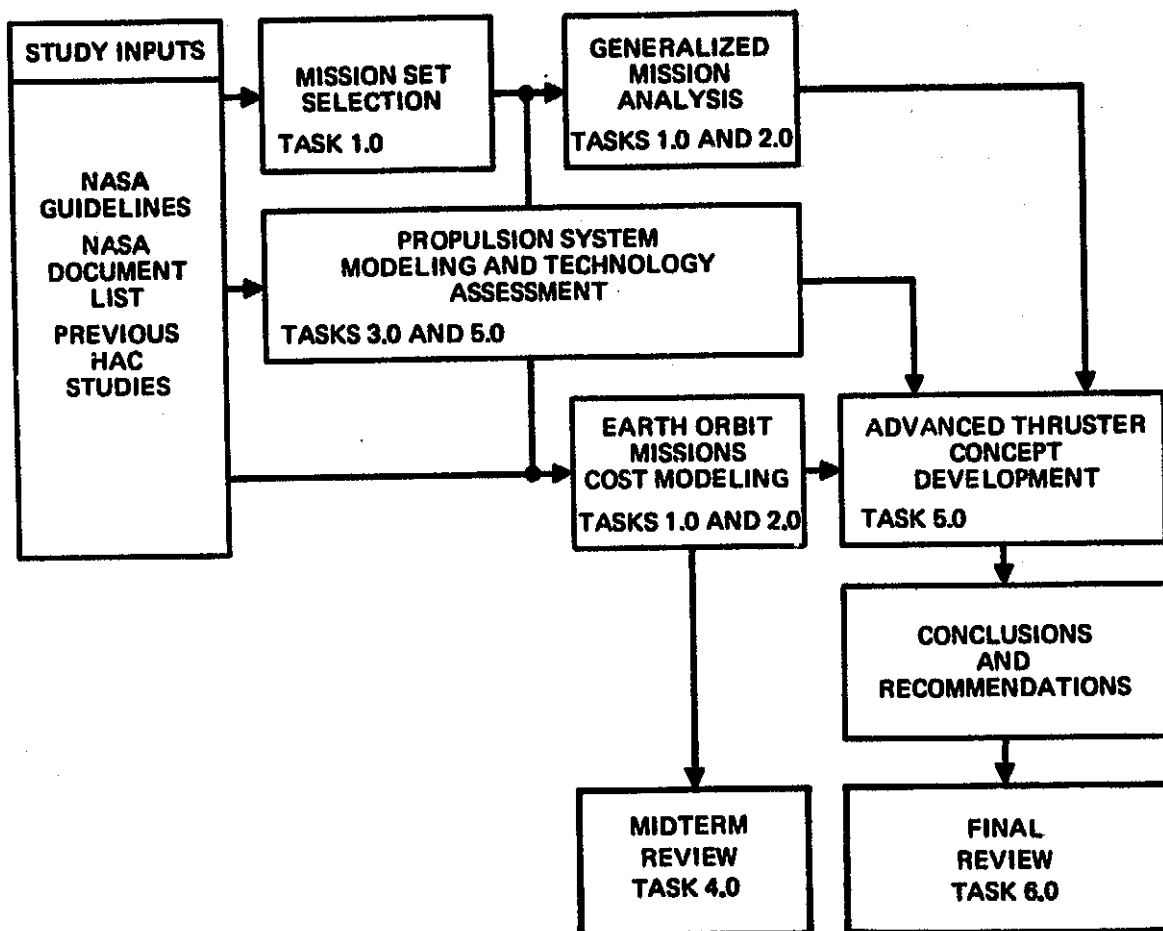 STUDY INPUTS
NASA
GUIDELINES
NASA
DOCUMENT
LIST
PREVIOUS
HAC
STUDIES
MISSION SET
SELECTION
TASK 1.0
GENERALIZED
MISSION
ANALYSIS
TASKS 1.0 AND 2.0
PROPULSION SYSTEM
MODELING AND TECHNOLOGY
ASSESSMENT
TASKS 3.0 AND 5.0
EARTH ORBIT
MISSIONS
COST MODELING
TASKS 1.0 AND 2.0
ADVANCED THRUSTER
CONCEPT
DEVELOPMENT
TASK 5.0
CONCLUSIONS
AND
RECOMMENDATIONS
MIDTERM
REVIEW
TASK 4.0
FINAL
REVIEW
TASK 6.0